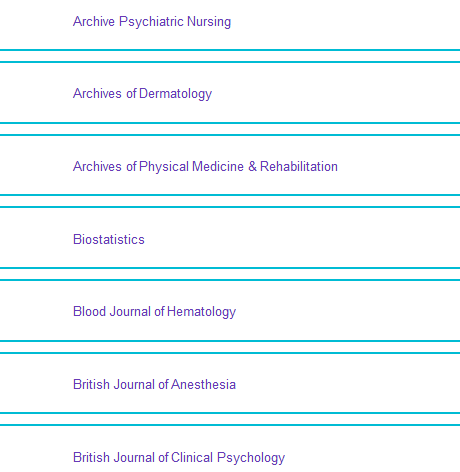 Archive Psychiatric Nursing
Archives of Dermatology
Archives of Physical Medicine & Rehabilitation
Biostatistics
Blood Journal of Hematology
British Journal of Anesthesia
British Journal of Clinical Psychology